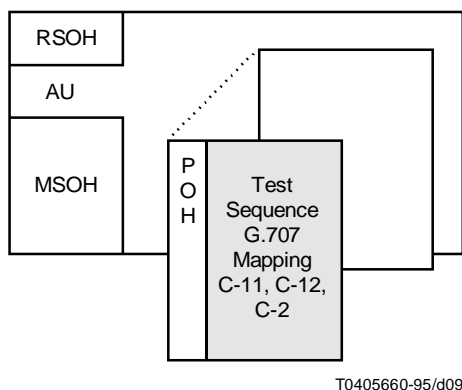 RSOH
AU
MSOH
P
O
H
Test
Sequence
G.707
Mapping
C-11, C-12,
C-2
T0405660-95/d09